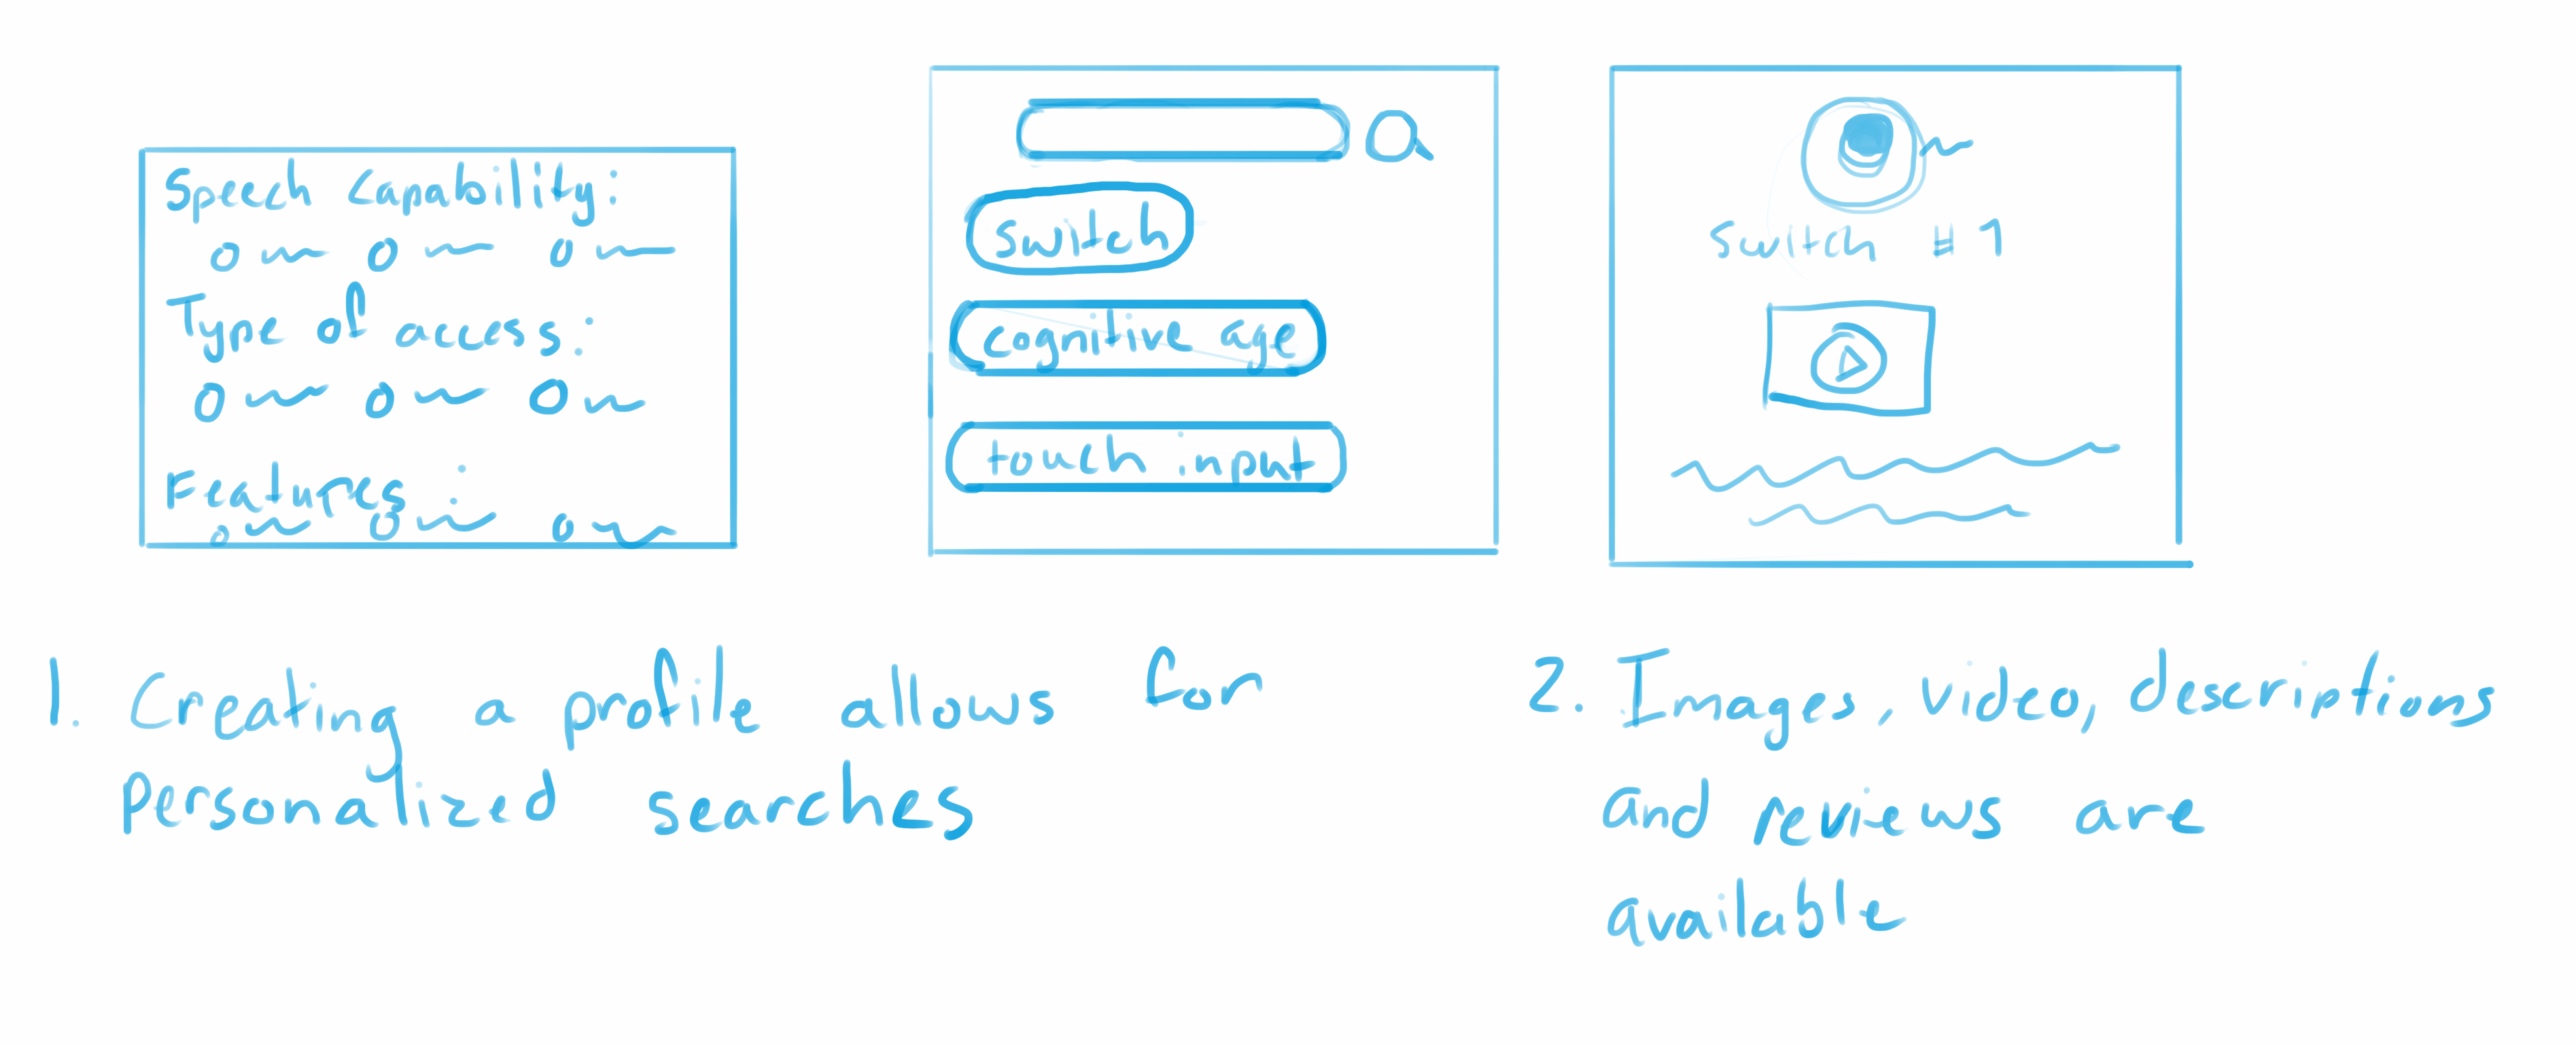 Speech Capability:
Type of access:
Features:
switch
cognitive age
touch input
Switch #1
1. Creating a profile allows for
personalized searches
2. Images, video, descriptions
and reviews are
available